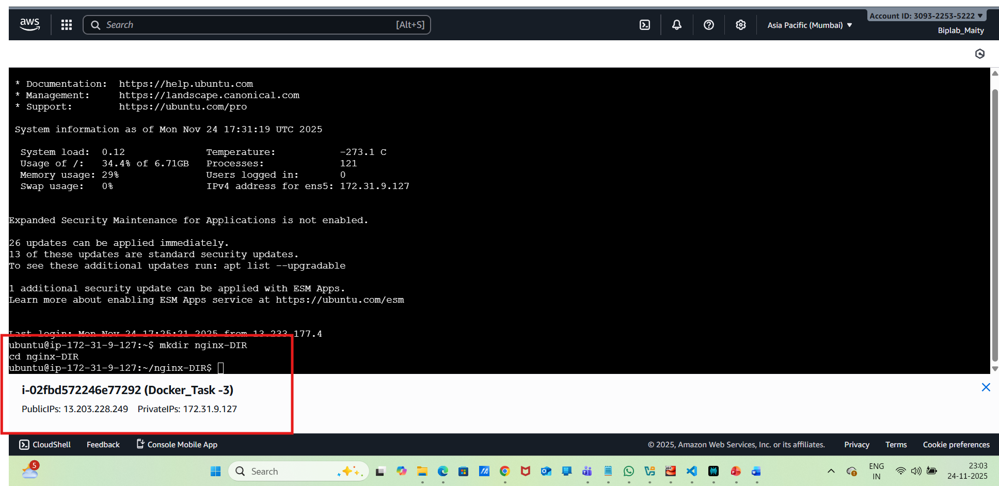 aws
Search [Alt+S]
Asia Pacific (Mumbai) ▼
Account ID: 3093-2253-5222 ▼
Biplab_Maity
* Documentation:  https://help.ubuntu.com
* Management:     https://landscape.canonical.com
* Support:        https://ubuntu.com/pro
System information as of Mon Nov 24 17:31:19 UTC 2025
System load:  0.12              Temperature:           -273.1 C
Usage of /:   34.4% of 6.71GB   Processes:             121
Memory usage: 29%               Users logged in:       0
Swap usage:   0%                IPv4 address for ens5: 172.31.9.127
Expanded Security Maintenance for Applications is not enabled.
26 updates can be applied immediately.
13 of these updates are standard security updates.
To see these additional updates run: apt list --upgradable
1 additional security update can be applied with ESM Apps.
Learn more about enabling ESM Apps service at https://ubuntu.com/esm
Last login: Mon Nov 24 17:25:21 2025 from 13.233.177.4
ubuntu@ip-172-31-9-127:~$ mkdir nginx-DIR
cd nginx-DIR
ubuntu@ip-172-31-9-127:~/nginx-DIR$
i-02fbd572246e77292 (Docker_Task -3)
PublicIPs: 13.203.228.249 PrivateIPs: 172.31.9.127
CloudShell Feedback Console Mobile App © 2025, Amazon Web Services, Inc. or its affiliates. Privacy Terms Cookie preferences
5
Search
ENG
IN
23:03
24-11-2025